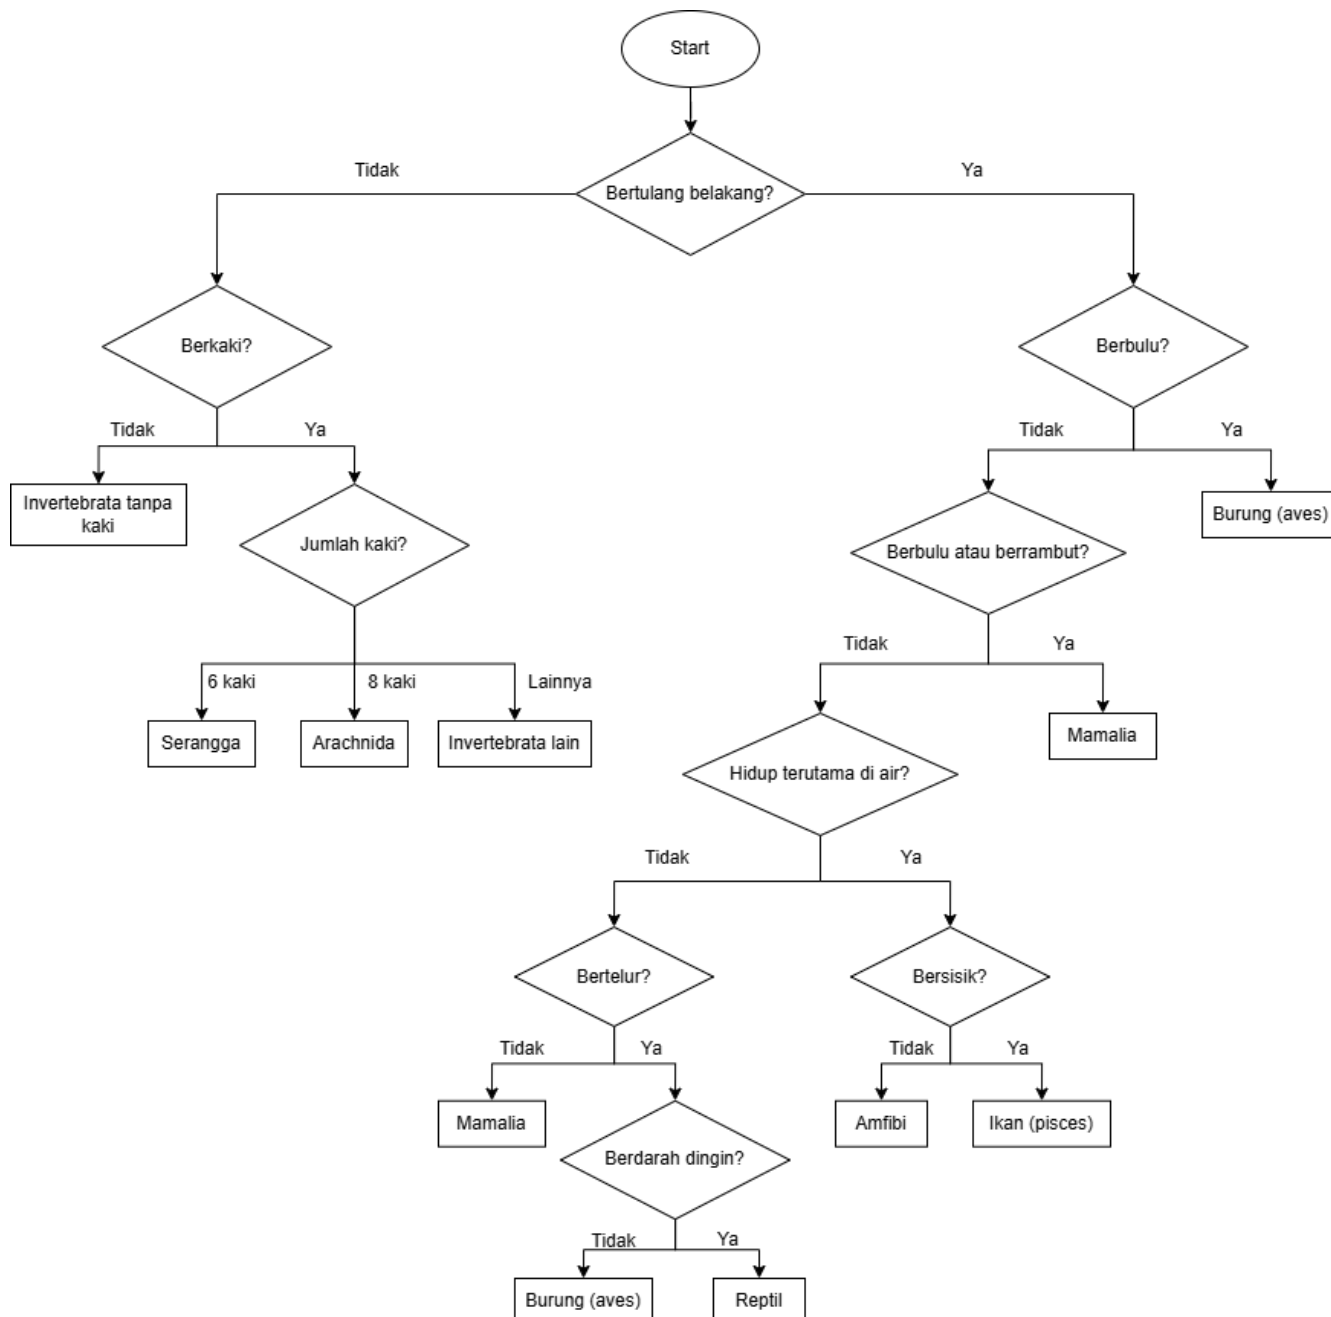 Start
Tidak
Ya
Bertulang belakang?
Berkaki?
Berbulu?
Tidak
Ya
Tidak
Ya
Invertebrata tanpa
kaki
Burung (aves)
Jumlah kaki?
Berbulu atau berrambut?
Tidak
Ya
6 kaki
8 kaki
Lainnya
Serangga
Arachnida
Invertebrata lain
Mamalia
Hidup terutama di air?
Tidak
Ya
Bertelur?
Bersisik?
Tidak
Ya
Tidak
Ya
Mamalia
Amfibi
Ikan (pisces)
Berdarah dingin?
Tidak
Ya
Burung (aves)
Reptil